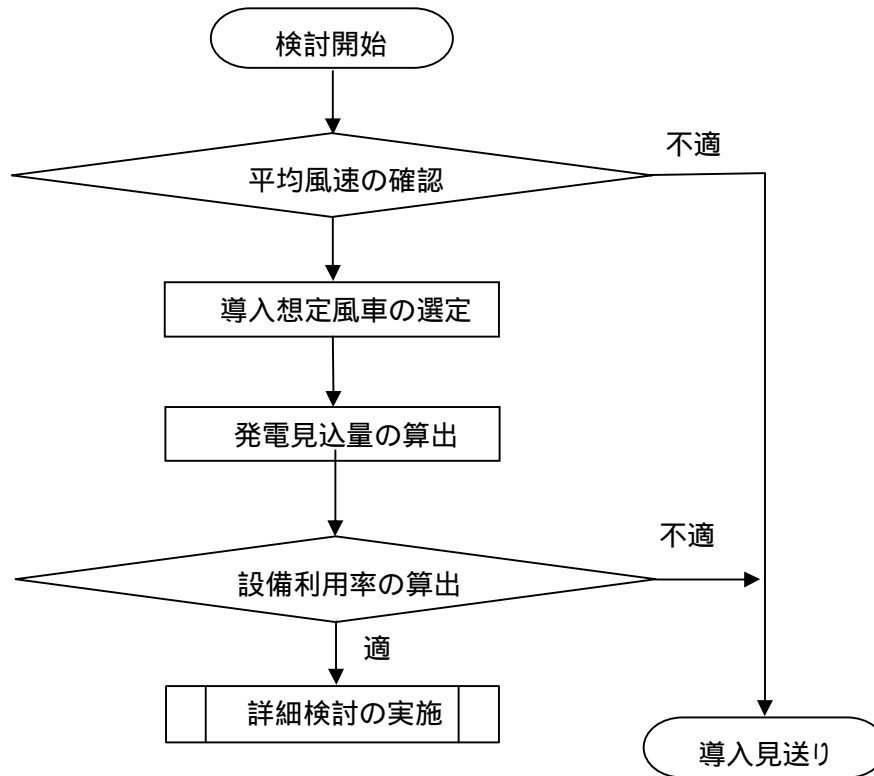 検討開始
不適
平均風速の確認
導入想定風車の選定
発電見込量の算出
不適
設備利用率の算出
適
詳細検討の実施
導入見送り